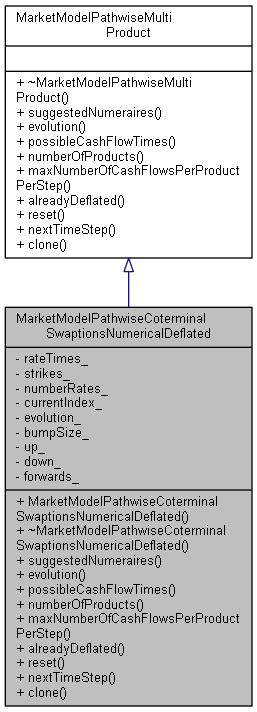 MarketModelPathwiseMulti
Product
+ ~MarketModelPathwiseMulti
Product()
+ suggestedNumeraires()
+ evolution()
+ possibleCashFlowTimes()
+ numberOfProducts()
+ maxNumberOfCashFlowsPerProduct
PerStep()
+ alreadyDeflated()
+ reset()
+ nextTimeStep()
+ clone()
MarketModelPathwiseCoterminal
SwaptionsNumericalDeflated
- rateTimes_
- strikes_
- numberRates_
- currentIndex_
- evolution_
- bumpSize_
- up_
- down_
- forwards_
+ MarketModelPathwiseCoterminal
SwaptionsNumericalDeflated()
+ ~MarketModelPathwiseCoterminal
SwaptionsNumericalDeflated()
+ suggestedNumeraires()
+ evolution()
+ possibleCashFlowTimes()
+ numberOfProducts()
+ maxNumberOfCashFlowsPerProduct
PerStep()
+ alreadyDeflated()
+ reset()
+ nextTimeStep()
+ clone()